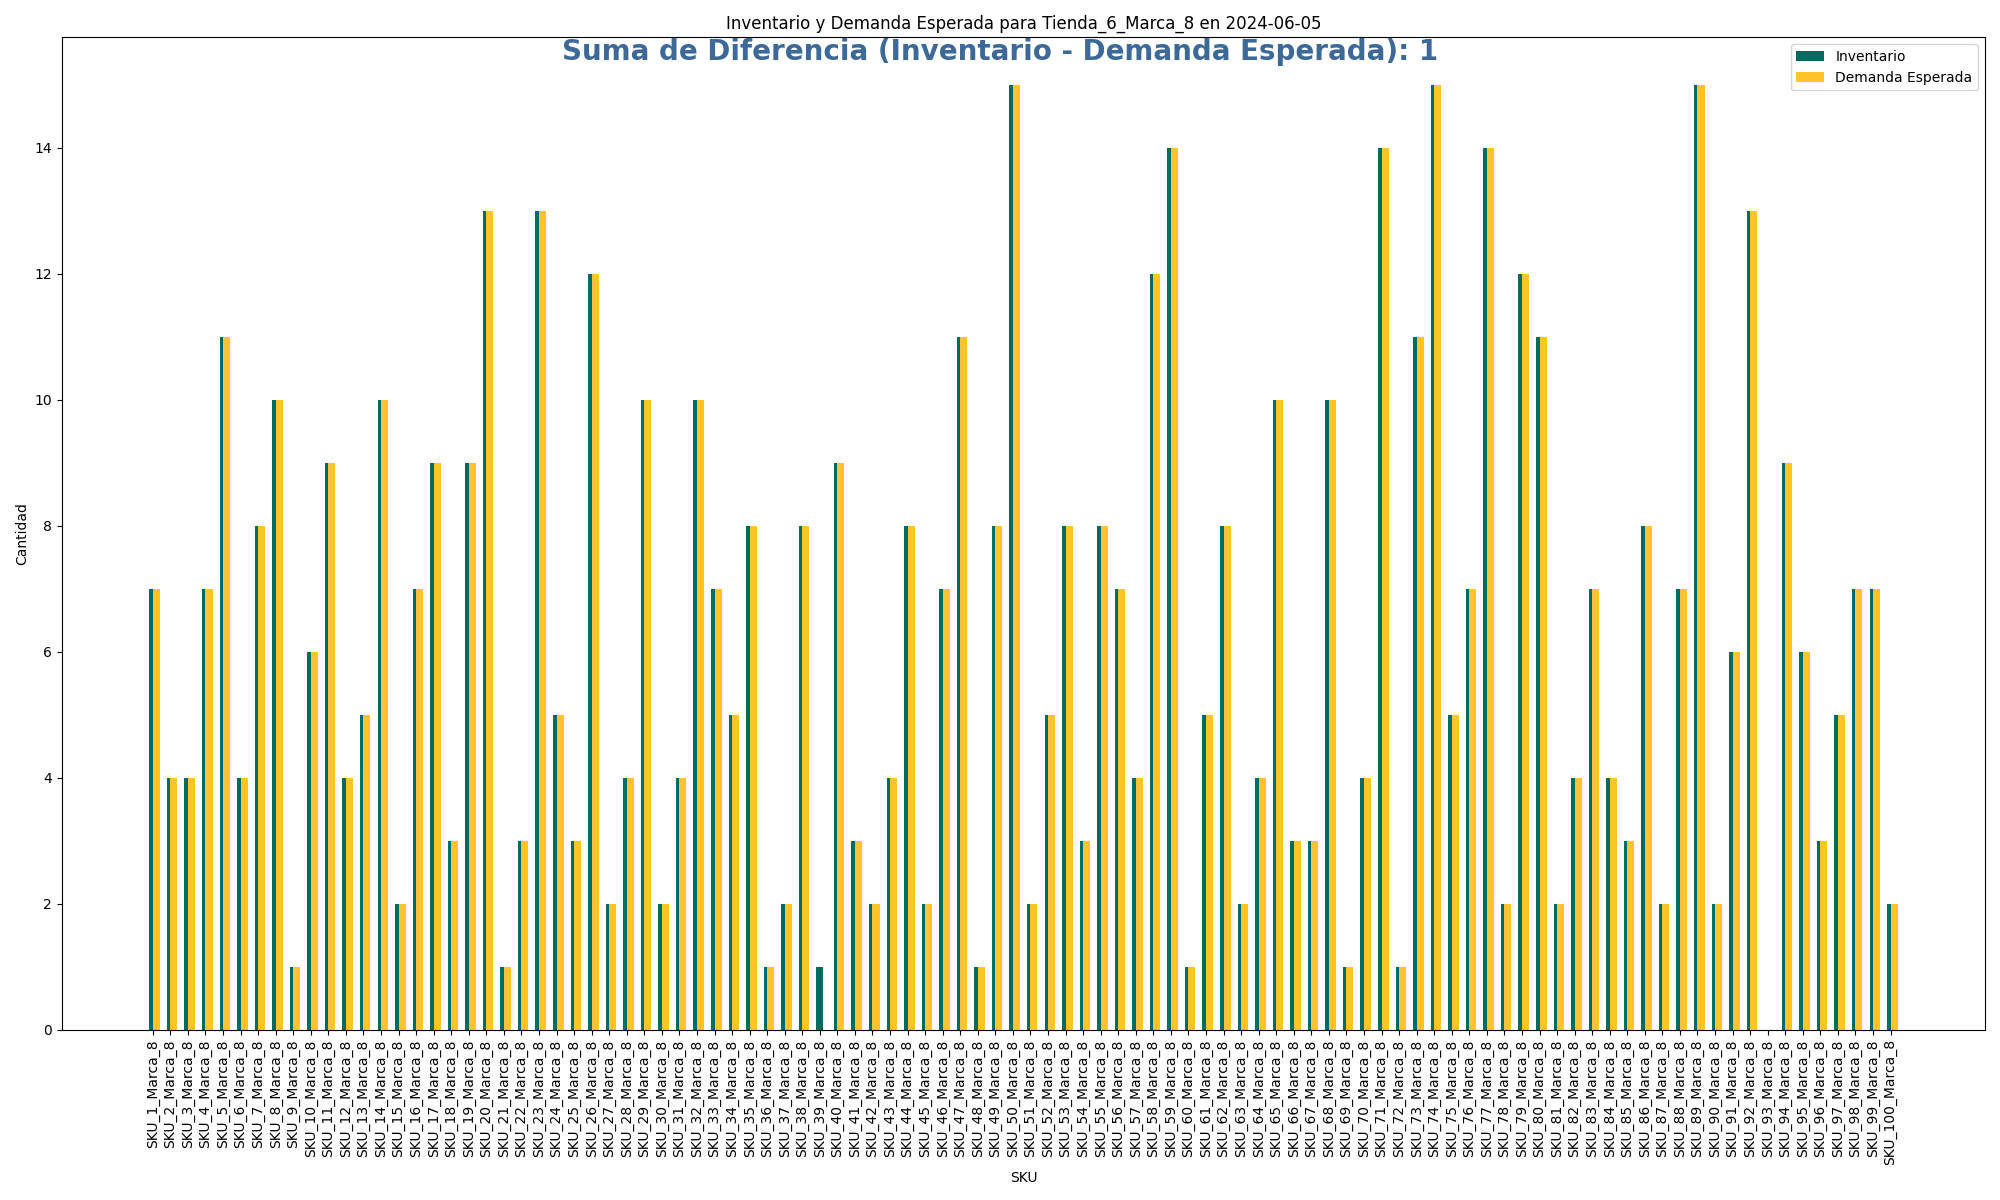 Inventario y Demanda Esperada para Tienda_6_Marca_8 en 2024-06-05
Suma de Diferencia (Inventario - Demanda Esperada): 1
Inventario
Demanda Esperada
Cantidad
14
12
10
8
6
4
2
0
SKU_1_Marca_8
SKU_2_Marca_8
SKU_3_Marca_8
SKU_4_Marca_8
SKU_5_Marca_8
SKU_6_Marca_8
SKU_7_Marca_8
SKU_8_Marca_8
SKU_9_Marca_8
SKU_10_Marca_8
SKU_11_Marca_8
SKU_12_Marca_8
SKU_13_Marca_8
SKU_14_Marca_8
SKU_15_Marca_8
SKU_16_Marca_8
SKU_17_Marca_8
SKU_18_Marca_8
SKU_19_Marca_8
SKU_20_Marca_8
SKU_21_Marca_8
SKU_22_Marca_8
SKU_23_Marca_8
SKU_24_Marca_8
SKU_25_Marca_8
SKU_26_Marca_8
SKU_27_Marca_8
SKU_28_Marca_8
SKU_29_Marca_8
SKU_30_Marca_8
SKU_31_Marca_8
SKU_32_Marca_8
SKU_33_Marca_8
SKU_34_Marca_8
SKU_35_Marca_8
SKU_36_Marca_8
SKU_37_Marca_8
SKU_38_Marca_8
SKU_39_Marca_8
SKU_40_Marca_8
SKU_41_Marca_8
SKU_42_Marca_8
SKU_43_Marca_8
SKU_44_Marca_8
SKU_45_Marca_8
SKU_46_Marca_8
SKU_47_Marca_8
SKU_48_Marca_8
SKU_49_Marca_8
SKU_50_Marca_8
SKU_51_Marca_8
SKU_52_Marca_8
SKU_53_Marca_8
SKU_54_Marca_8
SKU_55_Marca_8
SKU_56_Marca_8
SKU_57_Marca_8
SKU_58_Marca_8
SKU_59_Marca_8
SKU_60_Marca_8
SKU_61_Marca_8
SKU_62_Marca_8
SKU_63_Marca_8
SKU_64_Marca_8
SKU_65_Marca_8
SKU_66_Marca_8
SKU_67_Marca_8
SKU_68_Marca_8
SKU_69_Marca_8
SKU_70_Marca_8
SKU_71_Marca_8
SKU_72_Marca_8
SKU_73_Marca_8
SKU_74_Marca_8
SKU_75_Marca_8
SKU_76_Marca_8
SKU_77_Marca_8
SKU_78_Marca_8
SKU_79_Marca_8
SKU_80_Marca_8
SKU_81_Marca_8
SKU_82_Marca_8
SKU_83_Marca_8
SKU_84_Marca_8
SKU_85_Marca_8
SKU_86_Marca_8
SKU_87_Marca_8
SKU_88_Marca_8
SKU_89_Marca_8
SKU_90_Marca_8
SKU_91_Marca_8
SKU_92_Marca_8
SKU_93_Marca_8
SKU_94_Marca_8
SKU_95_Marca_8
SKU_96_Marca_8
SKU_97_Marca_8
SKU_98_Marca_8
SKU_99_Marca_8
SKU_100_Marca_8
SKU